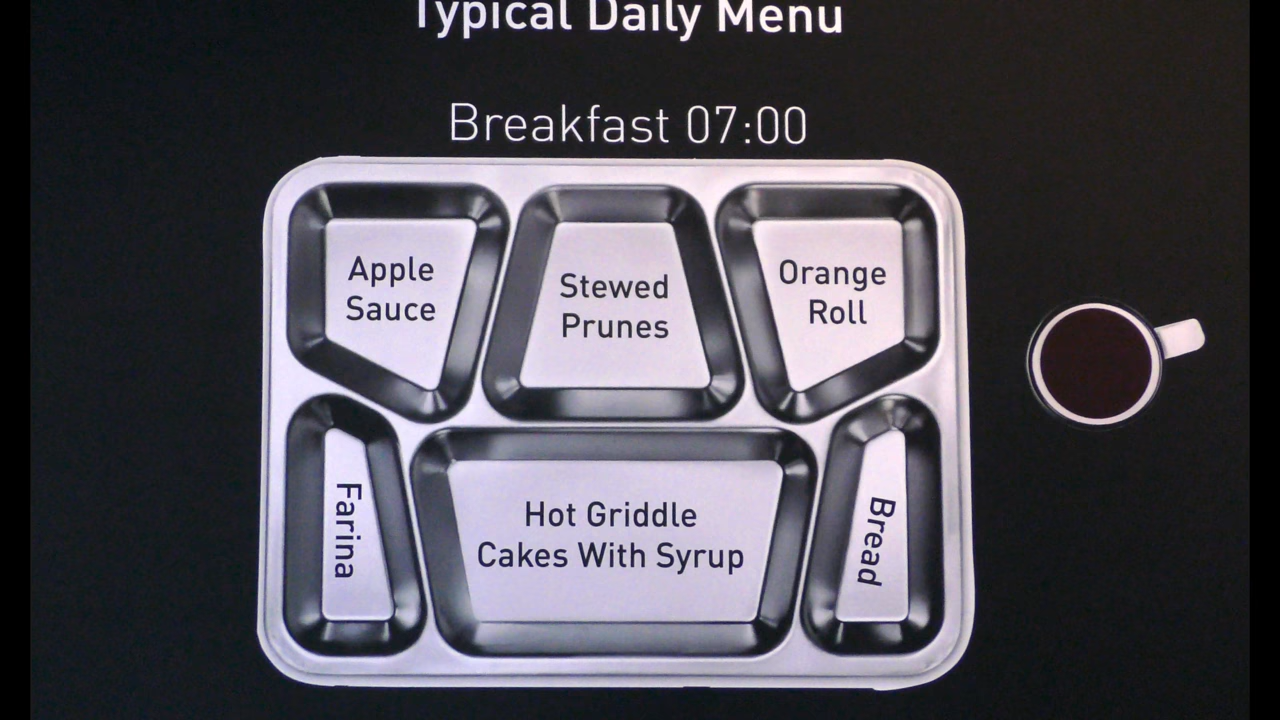 Typical Daily Menu
Breakfast 07:00
Apple
Sauce
Stewed
Prunes
Orange
Roll
Farina
Hot Griddle
Cakes With Syrup
Bread